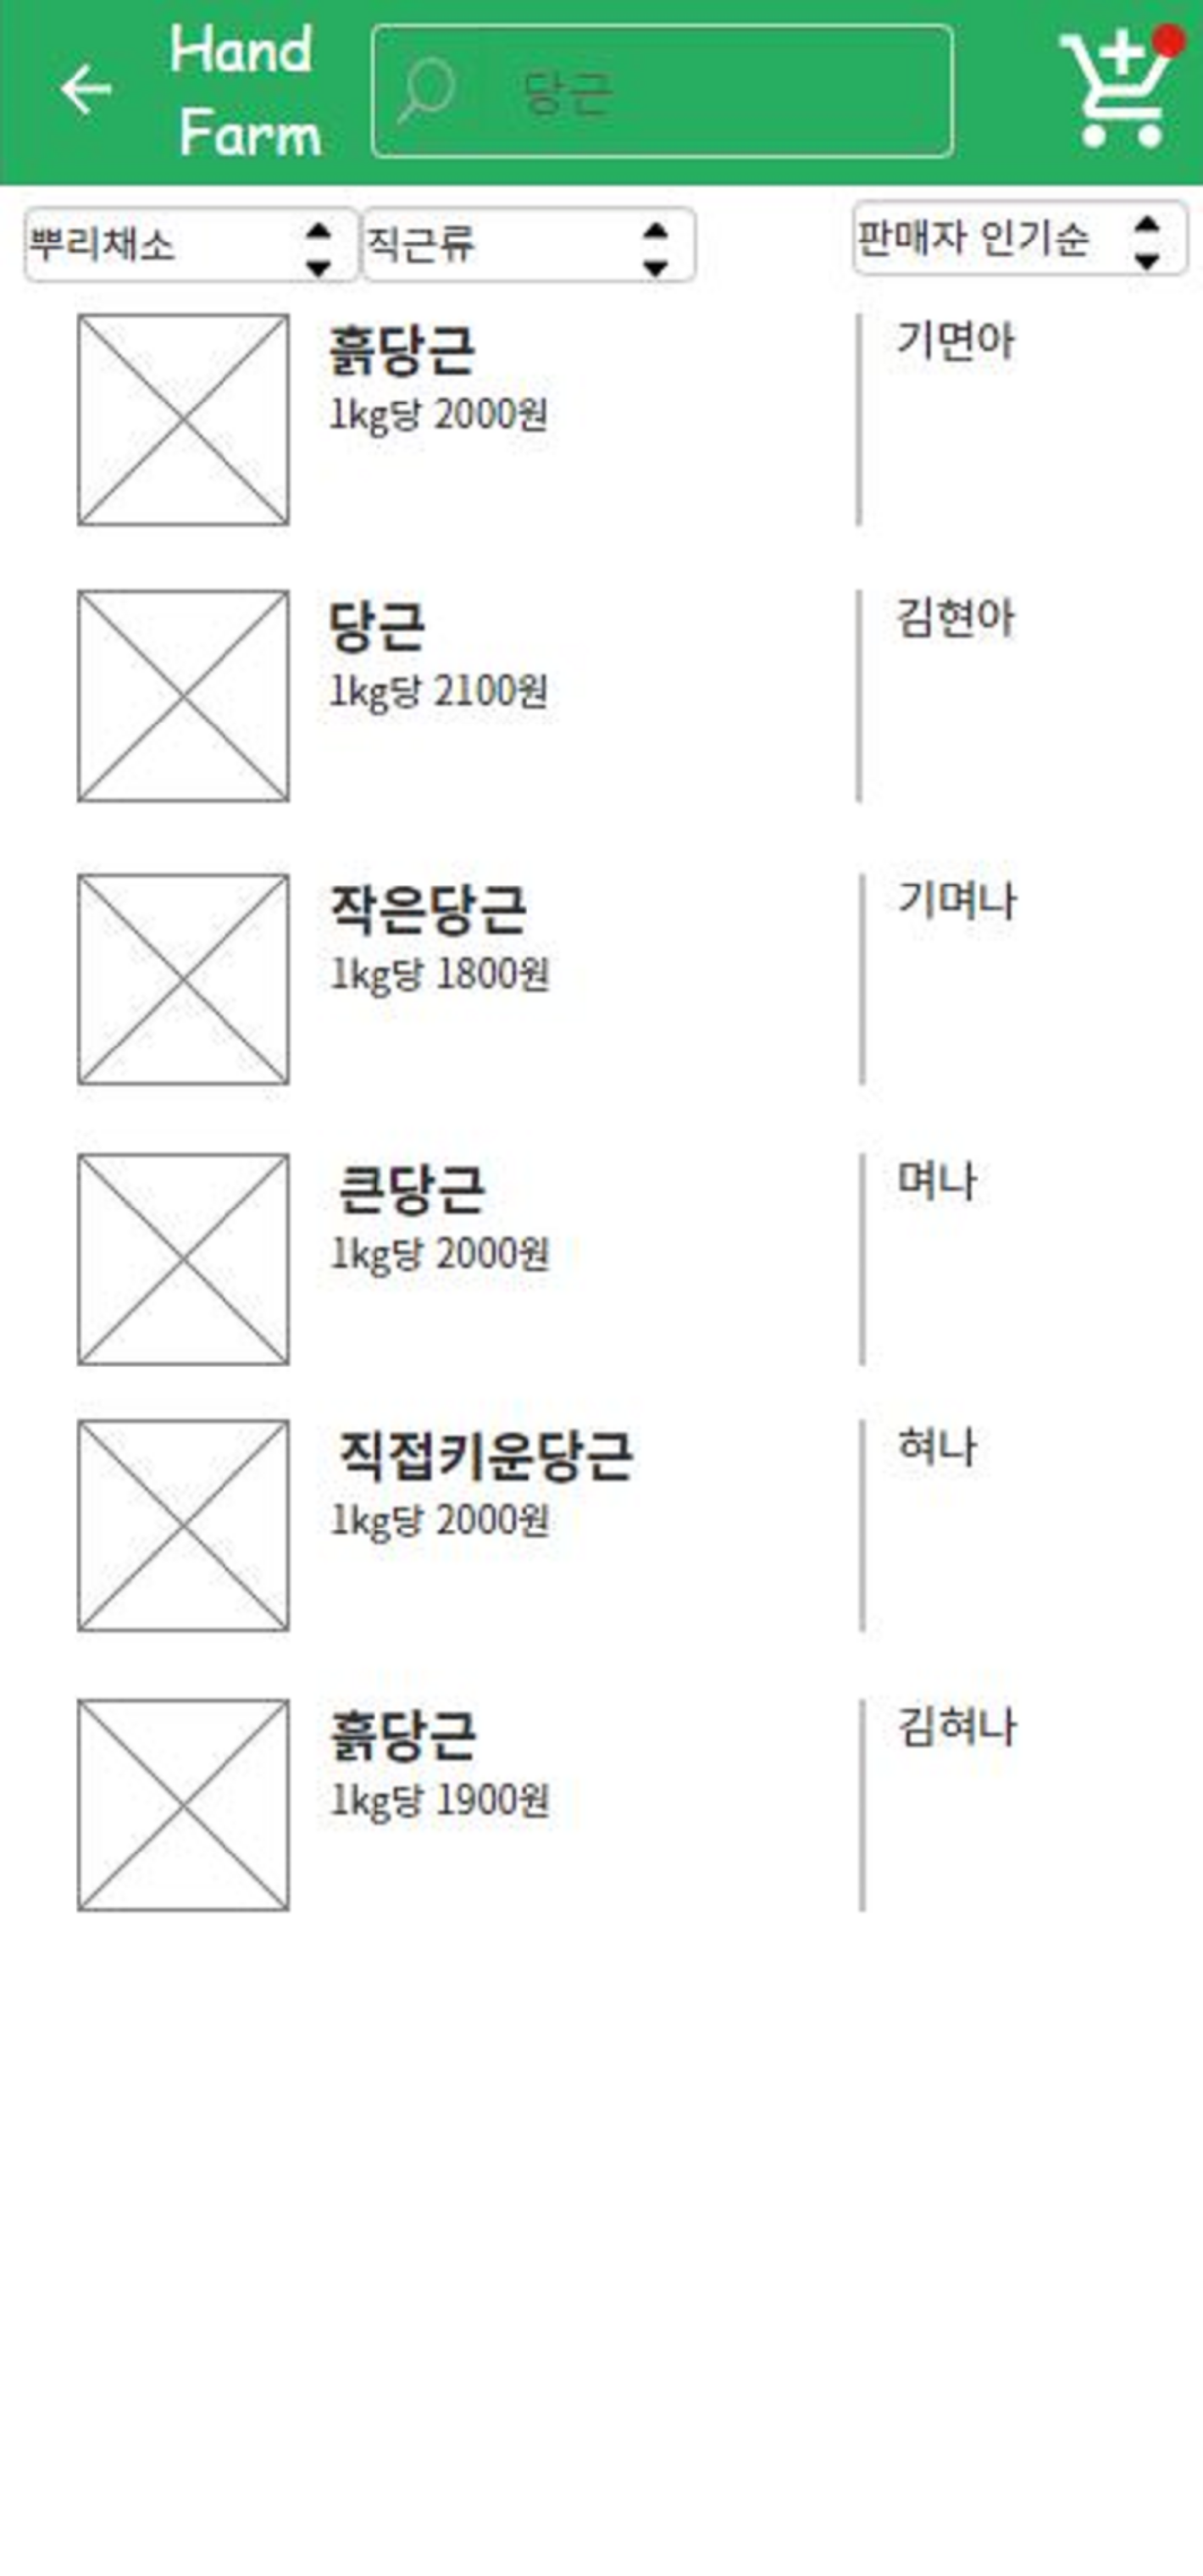 Hand
Farm
당근
뿌리채소
직근류
판매자 인기순
흙당근
1kg당 2000원
기면아
당근
1kg당 2100원
김현아
작은당근
1kg당 1800원
기며나
큰당근
1kg당 2000원
며나
직접키운당근
1kg당 2000원
혀나
흙당근
1kg당 1900원
김혀나